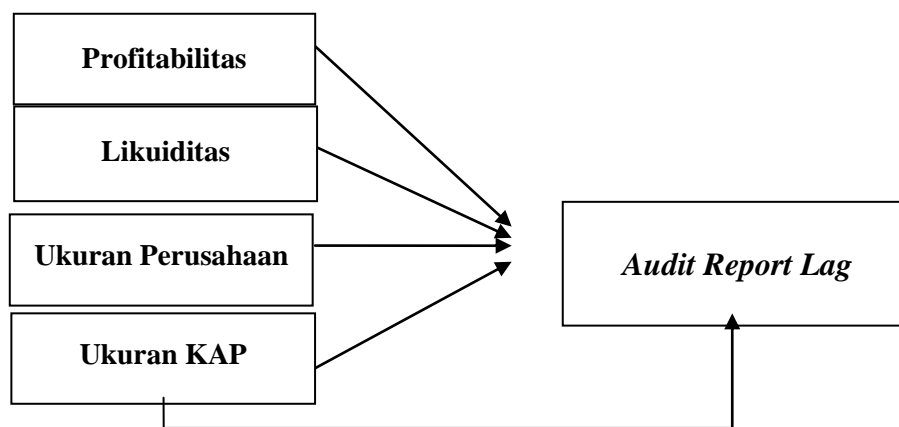 Profitabilitas
Likuiditas
Ukuran Perusahaan
Audit Report Lag
Ukuran KAP